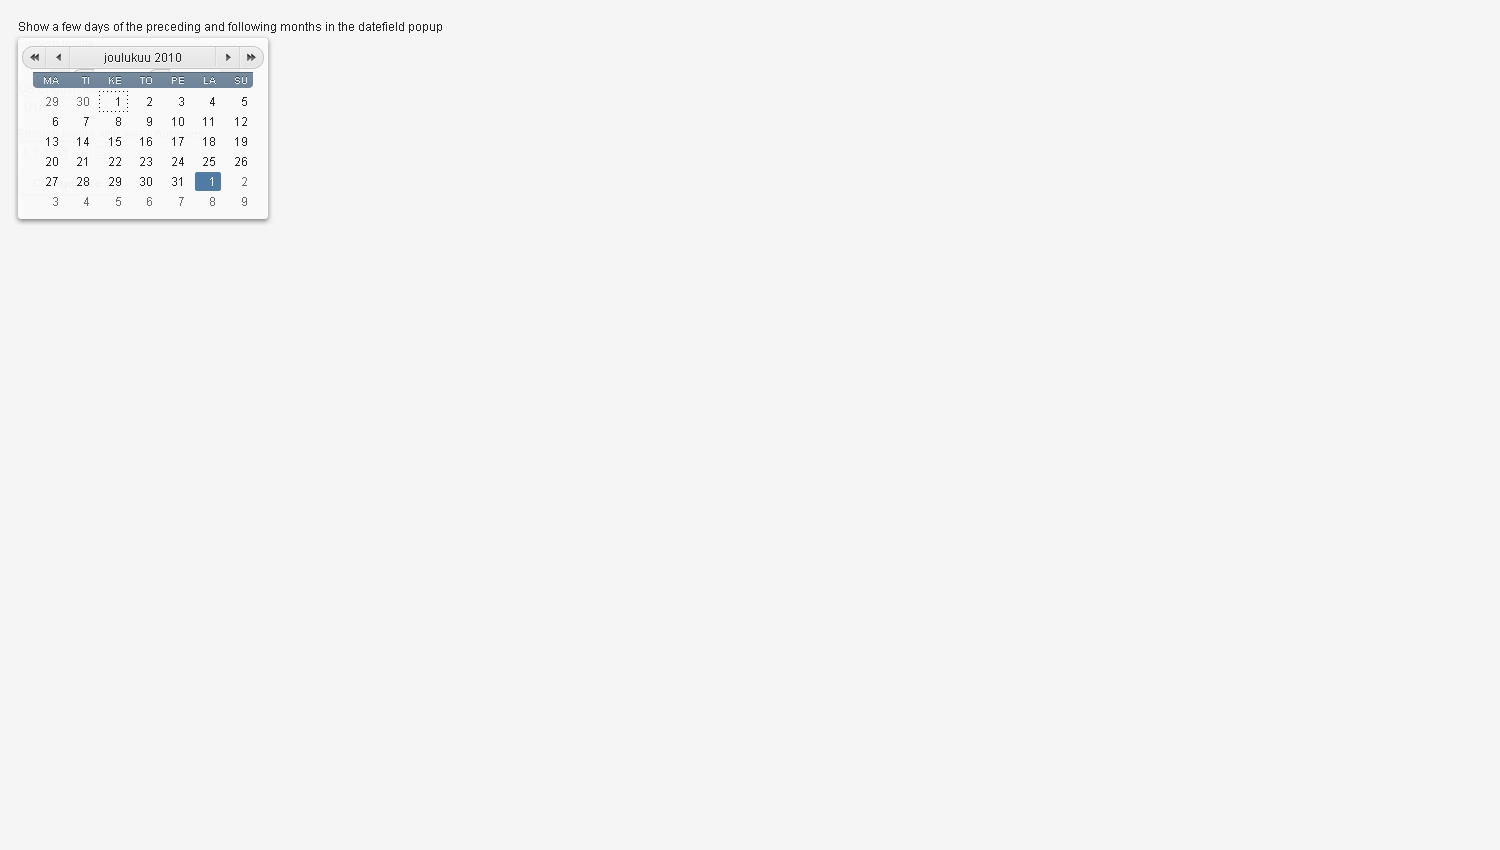 Show a few days of the preceding and following months in the datefield popup
joulukuu 2010
MA TI KE TO PE LA SU
29 30 1 2 3 4 5
6 7 8 9 10 11 12
13 14 15 16 17 18 19
20 21 22 23 24 25 26
27 28 29 30 31 1 2
3 4 5 6 7 8 9